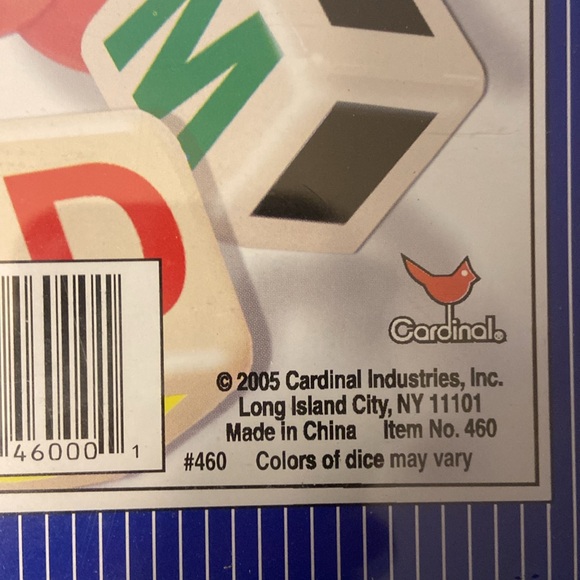 M
D
Cardinal®
© 2005 Cardinal Industries, Inc.
Long Island City, NY 11101
Made in China Item No. 460
#460 Colors of dice may vary
46000 1